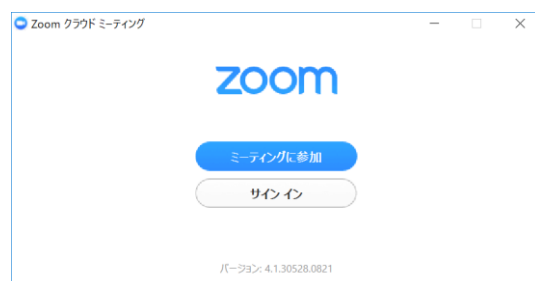 Zoom クラウド ミーティング
zoom
ミーティングに参加
サイン イン
バージョン: 4.1.30528.0821